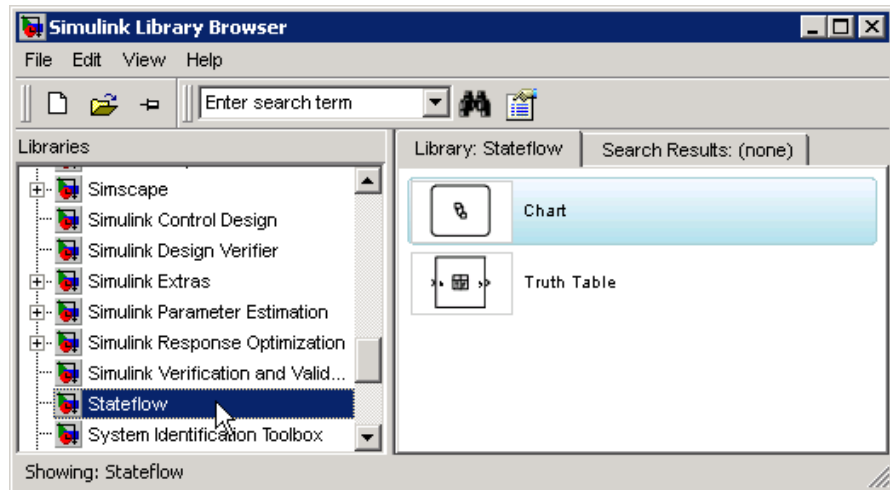 Simulink Library Browser
File Edit View Help
Enter search term
Libraries
Library: Stateflow
Search Results: (none)
Simscape
Simulink Control Design
Simulink Design Verifier
Simulink Extras
Simulink Parameter Estimation
Simulink Response Optimization
Simulink Verification and Valid...
Stateflow
System Identification Toolbox
Chart
Truth Table
Showing: Stateflow